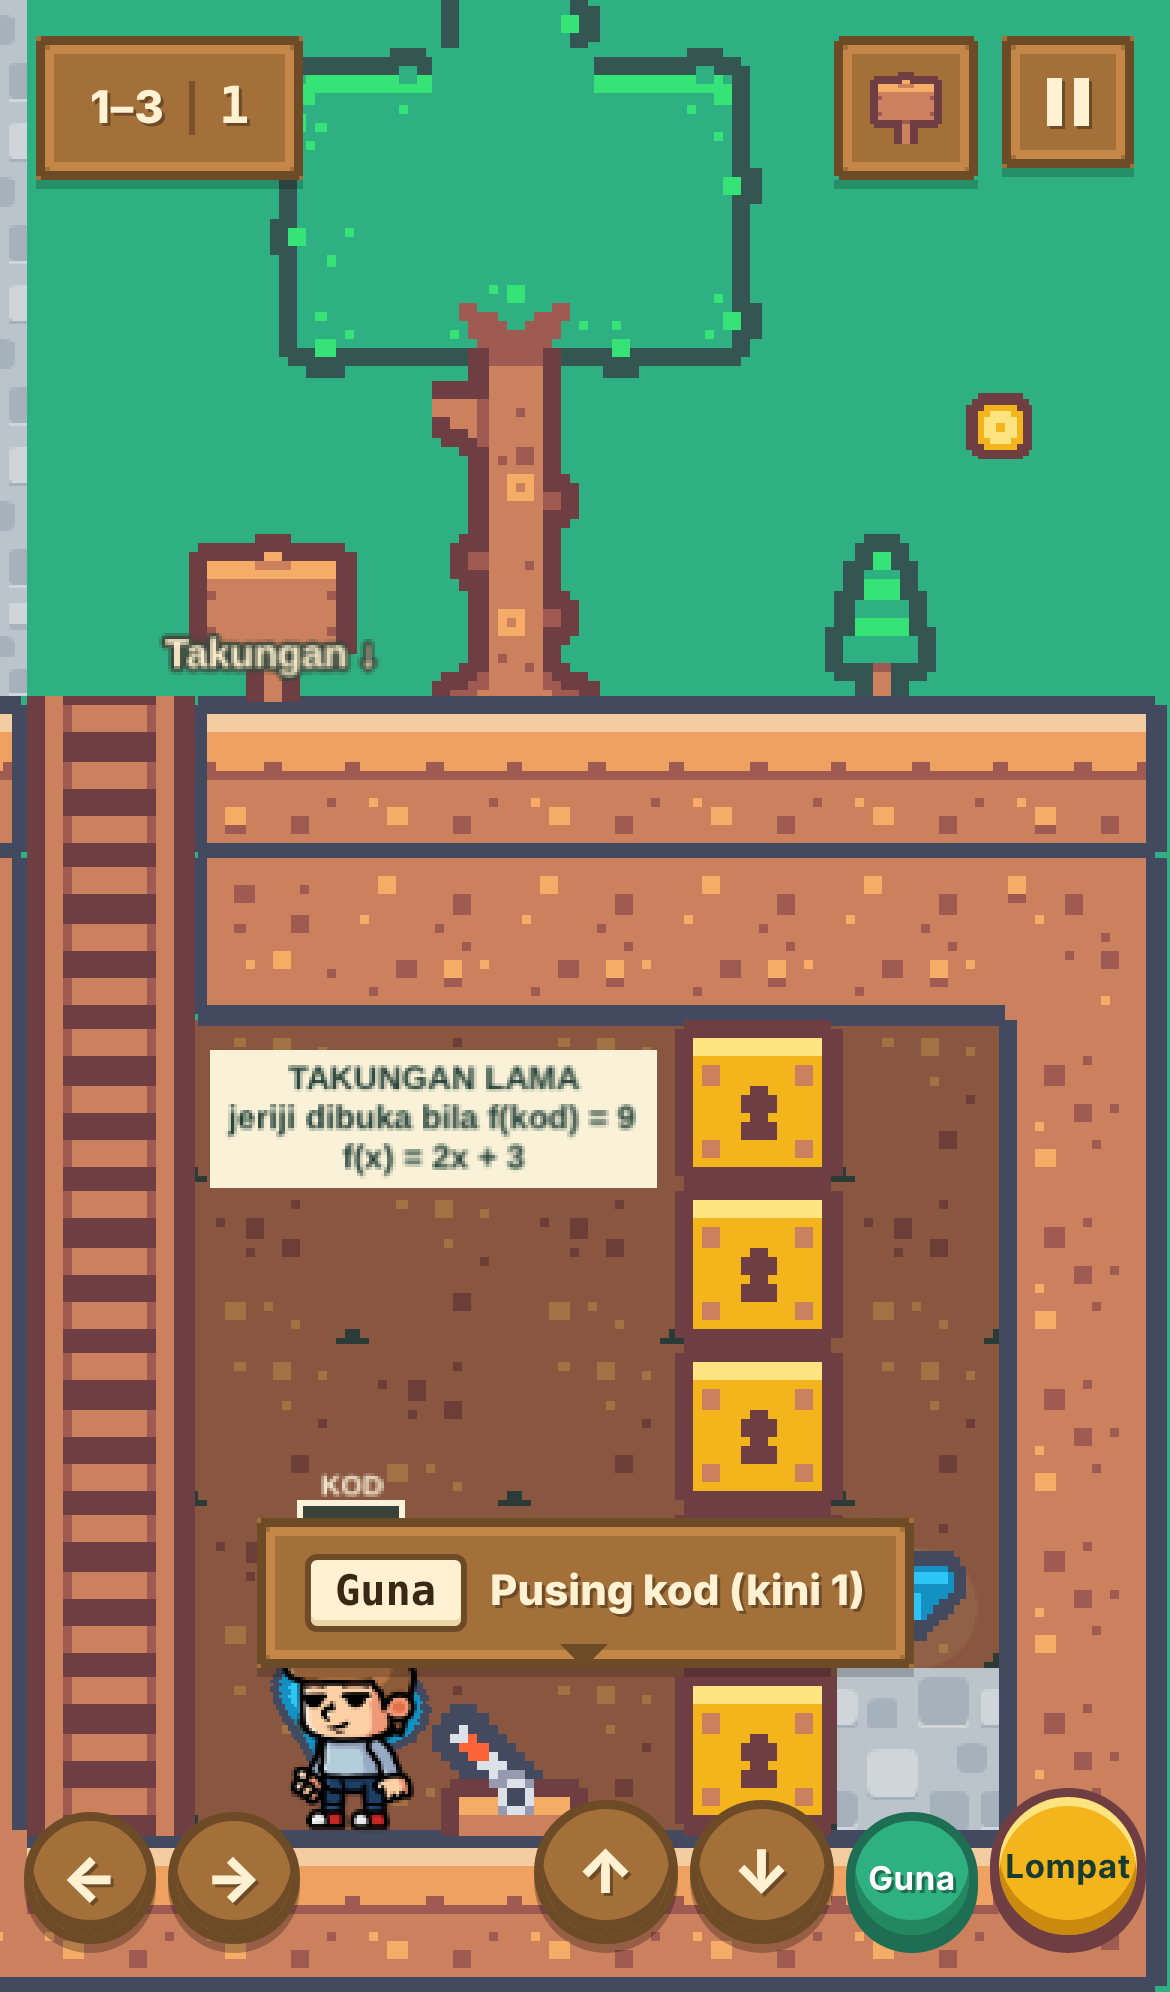 1–3 1
Takungan ↓
TAKUNGAN LAMA
jeriji dibuka bila f(kod) = 9
f(x) = 2x + 3
KOD
Guna Pusing kod (kini 1)
← → ↑ ↓ Guna Lompat